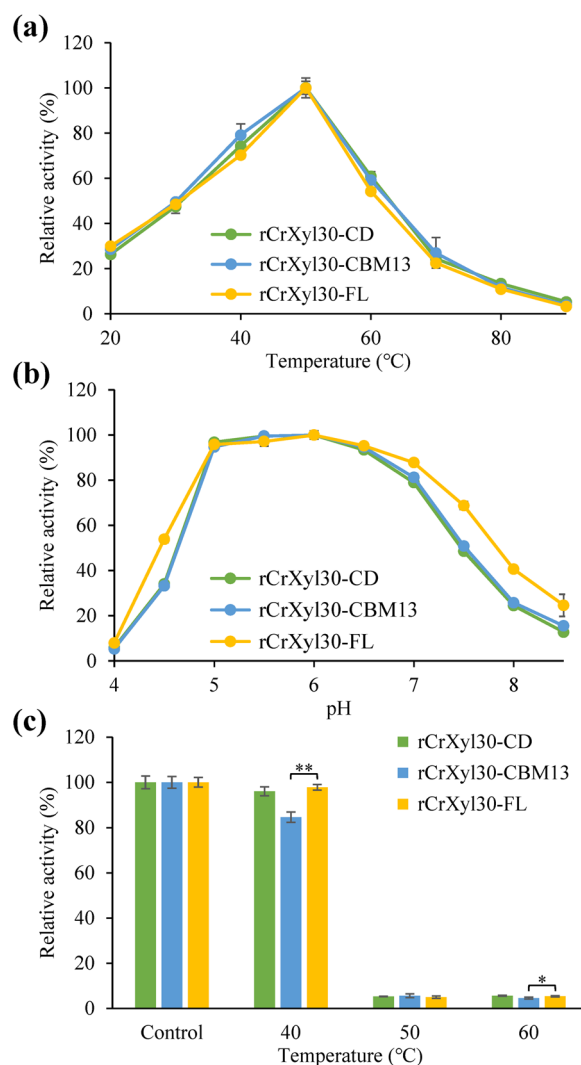 (a)
120
100
80
60
40
20
0
Relative activity (%)
rCrXyl30-CD
rCrXyl30-CBM13
rCrXyl30-FL
20 40 60 80
Temperature (°C)
(b)
120
100
80
60
40
20
0
Relative activity (%)
rCrXyl30-CD
rCrXyl30-CBM13
rCrXyl30-FL
4 5 6 7 8
pH
(c)
120
100
80
60
40
20
0
Relative activity (%)
rCrXyl30-CD
rCrXyl30-CBM13
rCrXyl30-FL
**
*
Control 40 50 60
Temperature (°C)